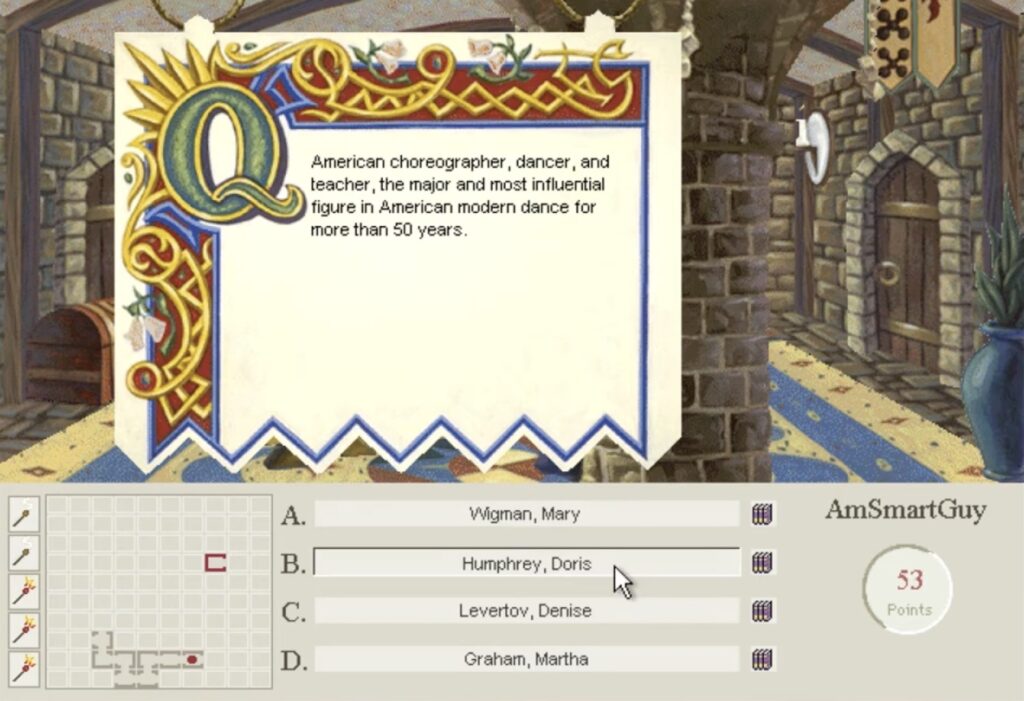 Q
American choreographer, dancer, and
teacher, the major and most influential
figure in American modern dance for
more than 50 years.
A. Wigman, Mary
B. Humphrey, Doris
C. Levertov, Denise
D. Graham, Martha
AmSmartGuy
53
Points